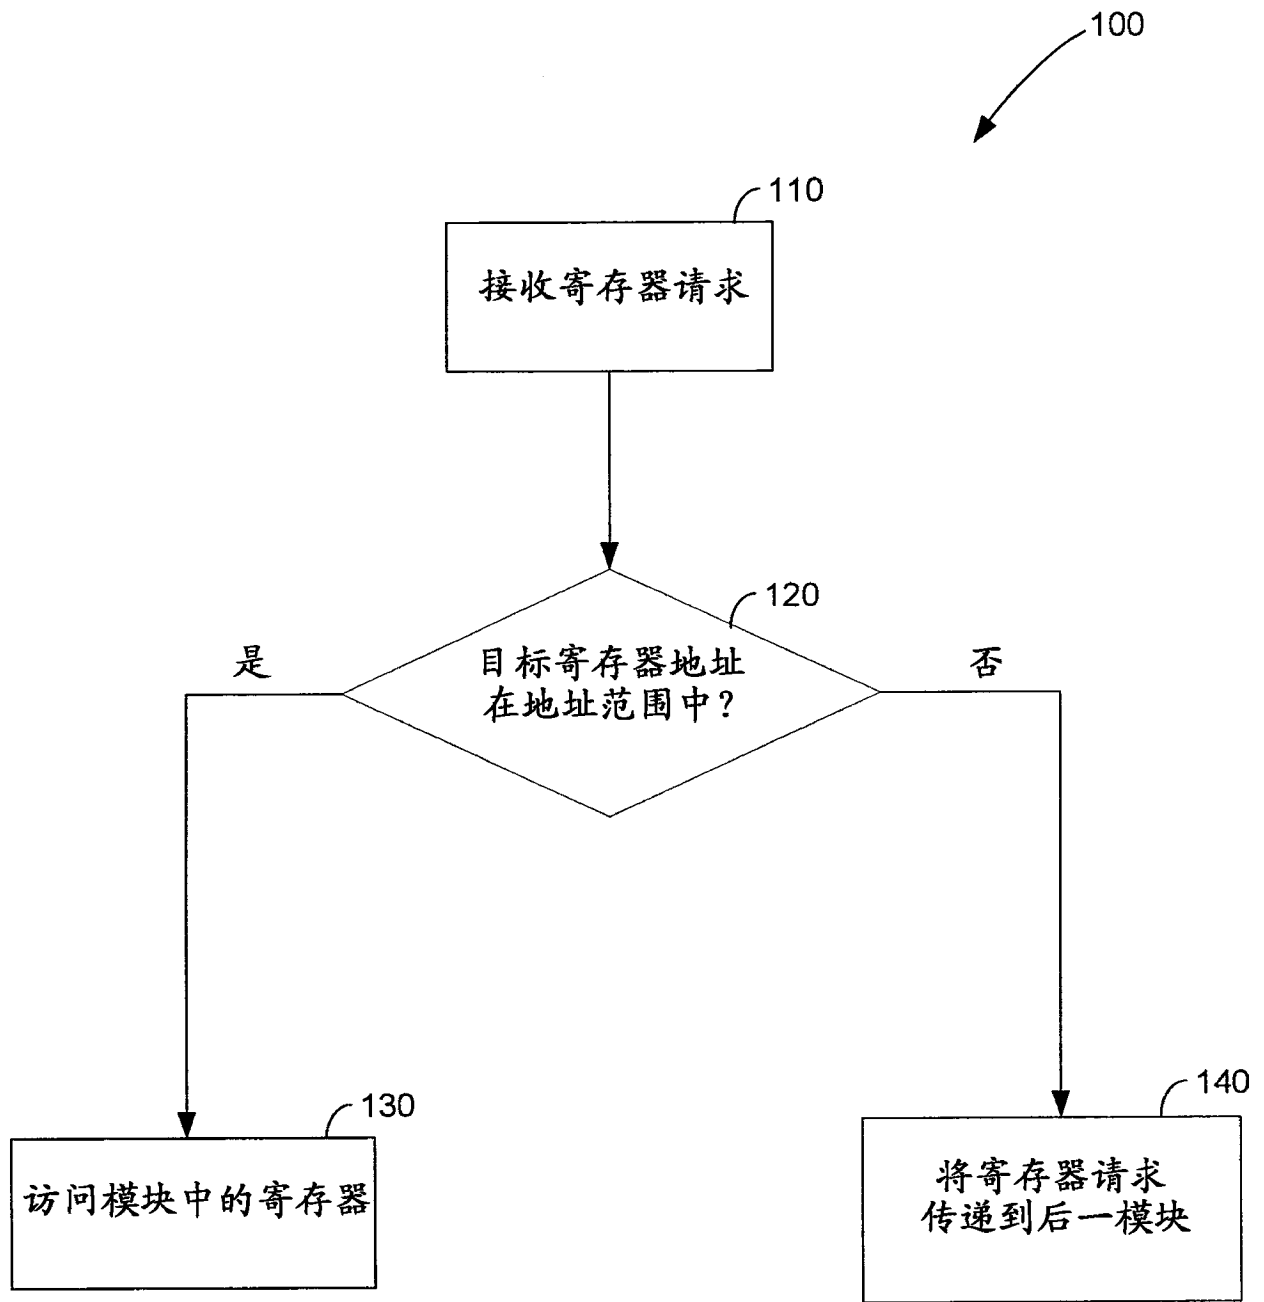 100
110
接收寄存器请求
120
目标寄存器地址
在地址范围中？
是
否
130
访问模块中的寄存器
140
将寄存器请求
传递到后一模块